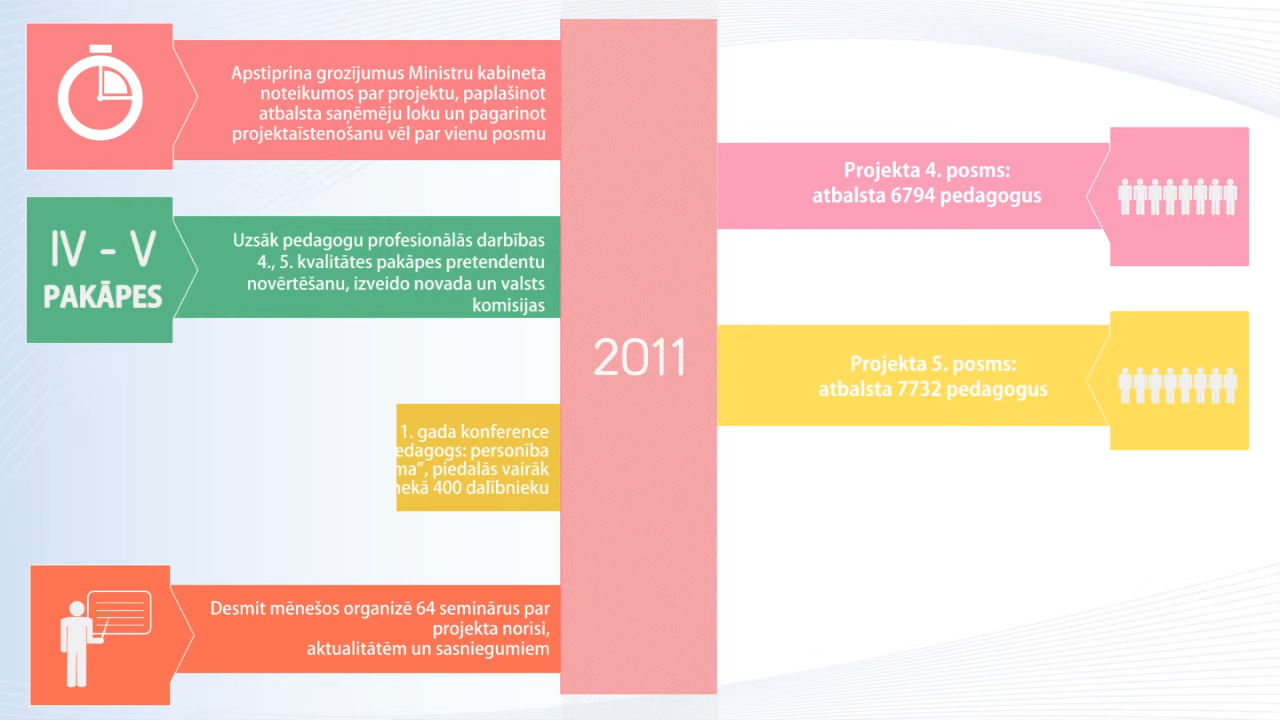 Apstiprina grozījumus Ministru kabineta
noteikumos par projektu, paplašinot
atbalsta saņēmēju loku un pagarinot
projektaīstenošanu vēl par vienu posmu
IV - V
PAKĀPES
Uzsāk pedagogu profesionālās darbības
4., 5. kvalitātes pakāpes pretendentu
novērtēšanu, izveido novada un valsts
komisijas
1. gada konference
edagogs: personība
ma”, piedalās vairāk
nekā 400 dalībnieku
Desmit mēnešos organizē 64 seminārus par
projekta norisi,
aktualitātēm un sasniegumiem
2011
Projekta 4. posms:
atbalsta 6794 pedagogus
Projekta 5. posms:
atbalsta 7732 pedagogus